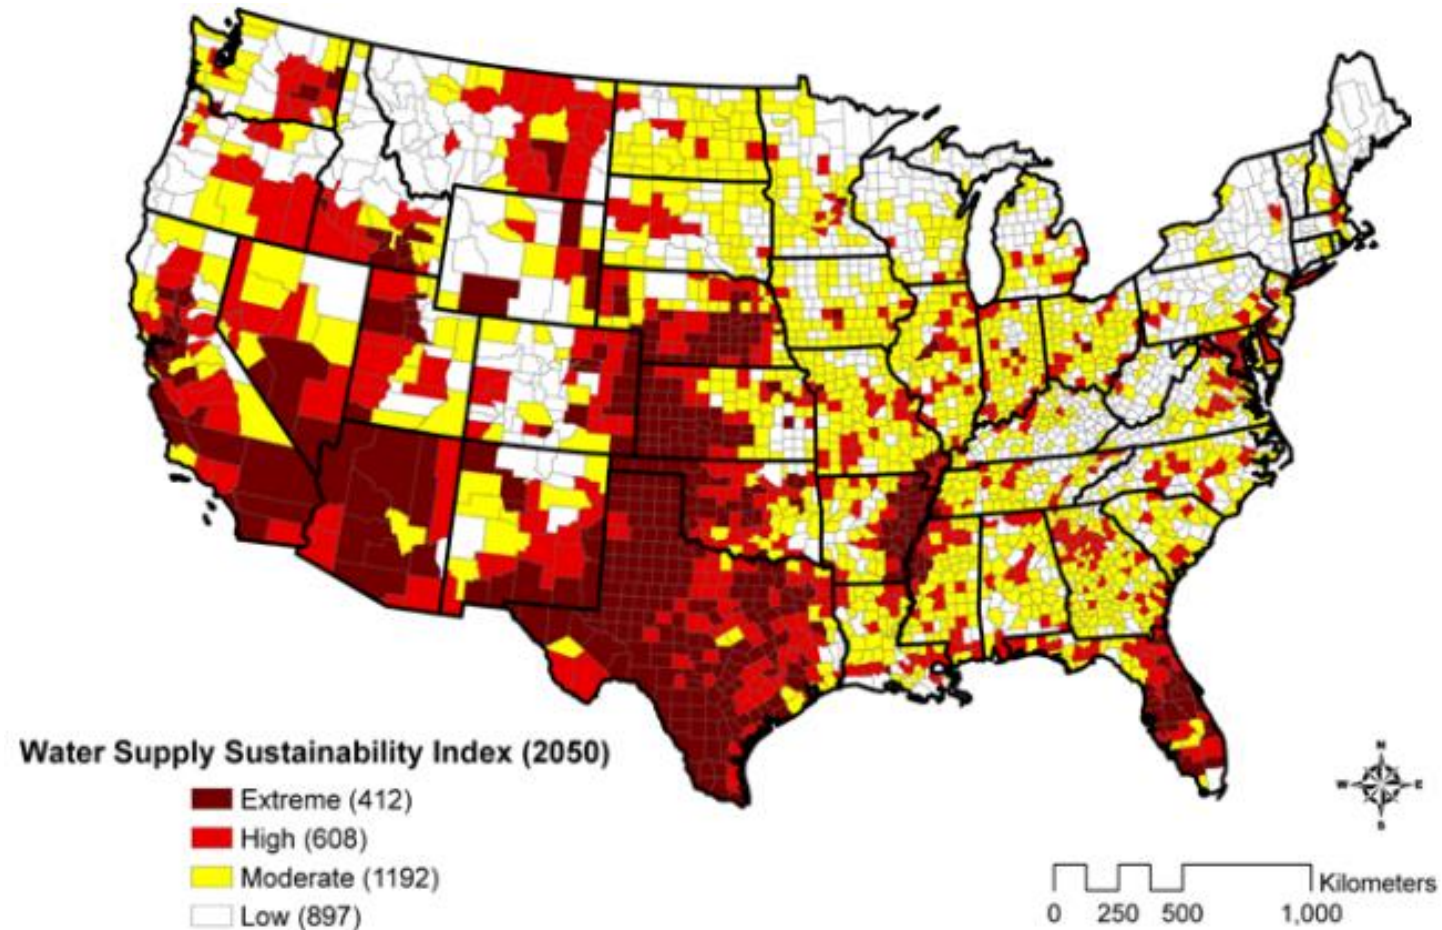 Water Supply Sustainability Index (2050)
Extreme (412)
High (608)
Moderate (1192)
Low (897)
N
W E
S
Kilometers
0 250 500 1,000